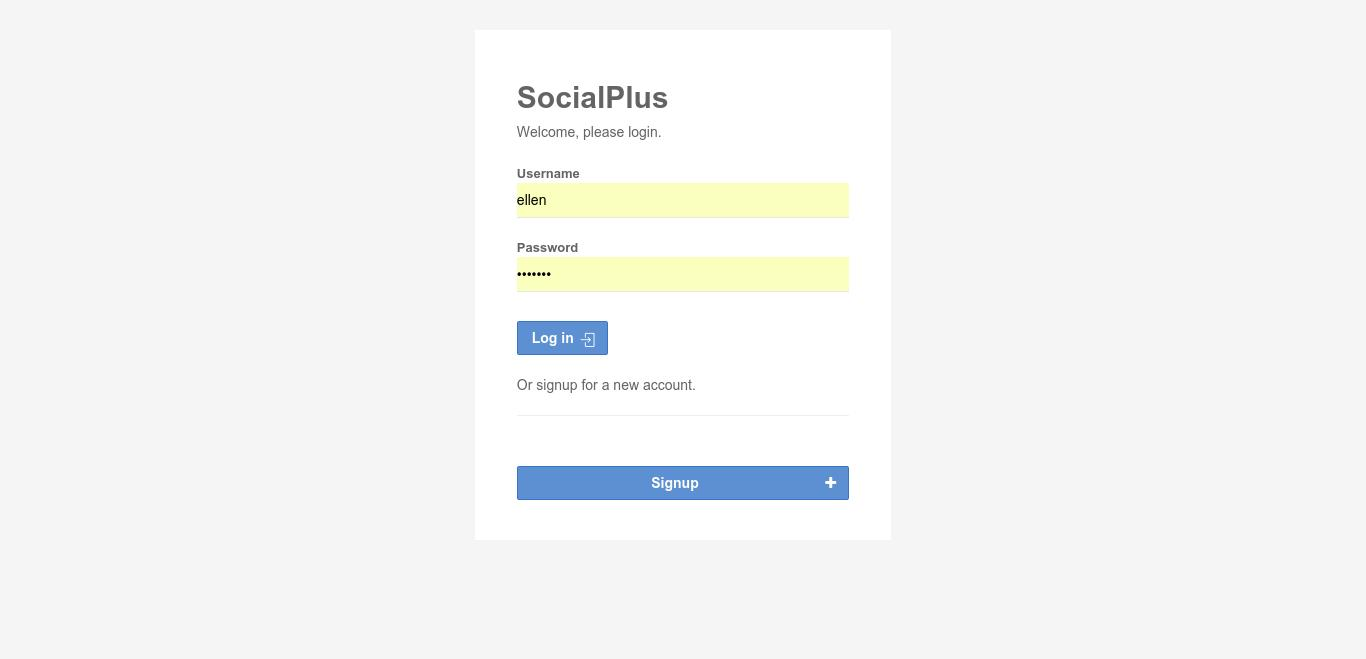 SocialPlus
Welcome, please login.
Username
ellen
Password
•••••••
Log in
Or signup for a new account.
Signup